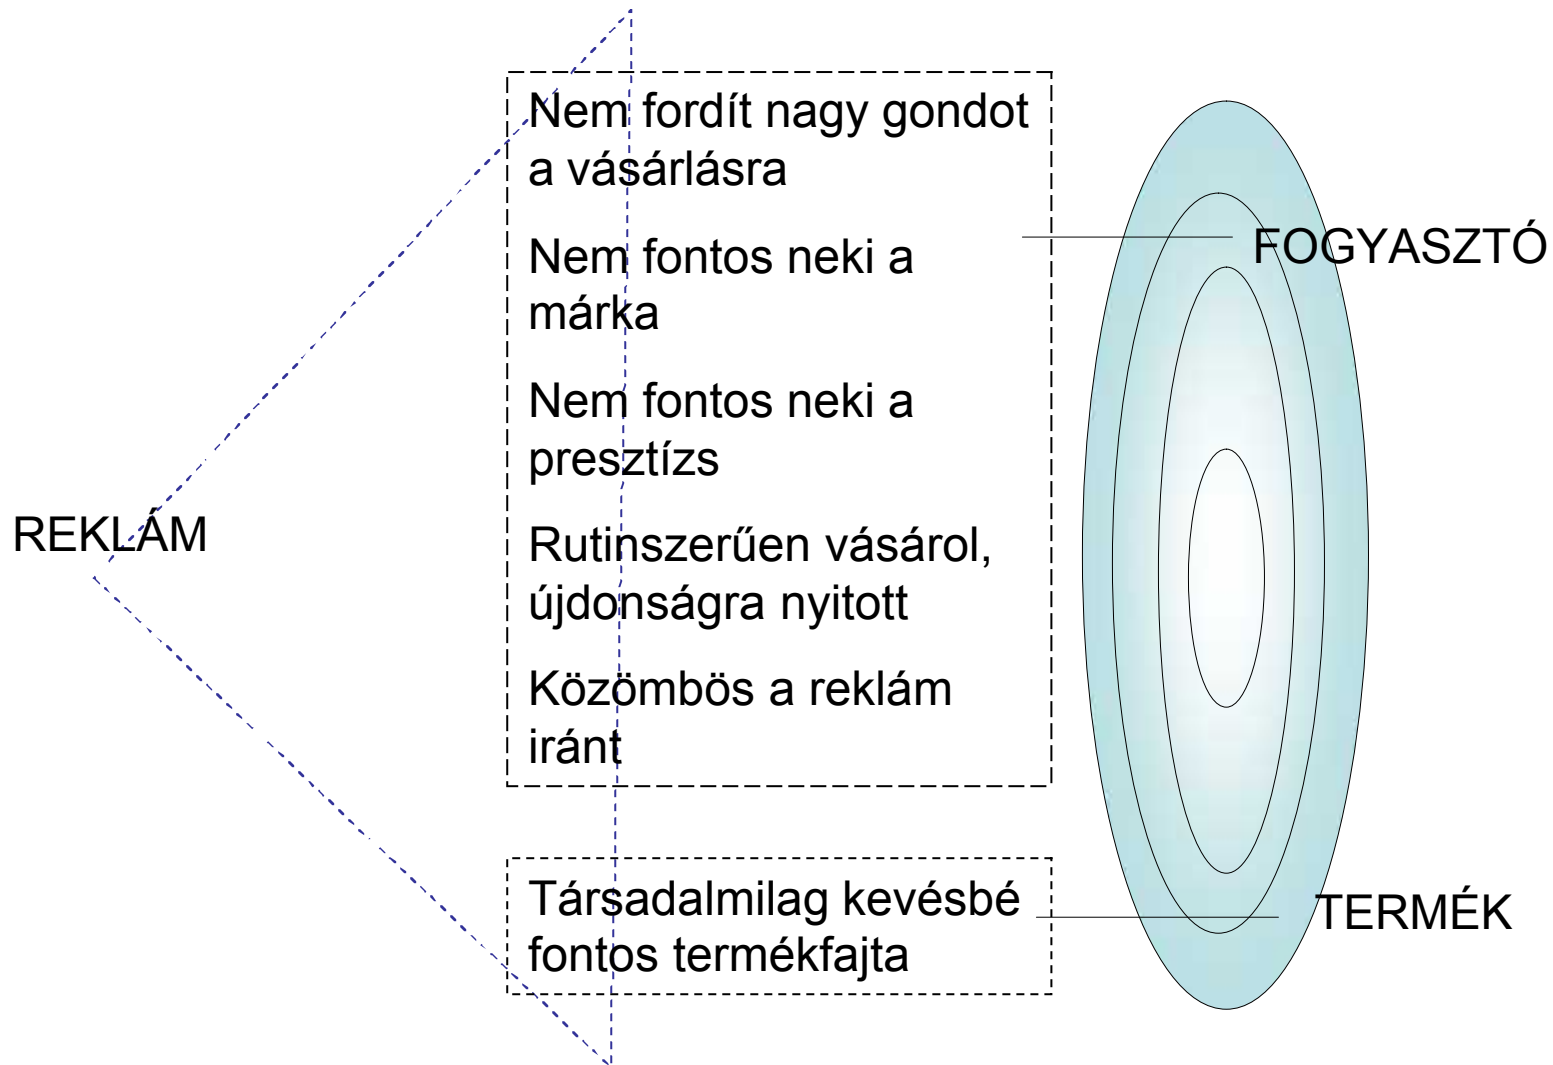 Nem fordít nagy gondot
a vásárlásra
Nem fontos neki a
márka
Nem fontos neki a
presztízs
Rutinszerűen vásárol,
újdonságra nyitott
Közömbös a reklám
iránt
FOGYASZTÓ
REKLÁM
Társadalmilag kevésbé
fontos termékfajta
TERMÉK